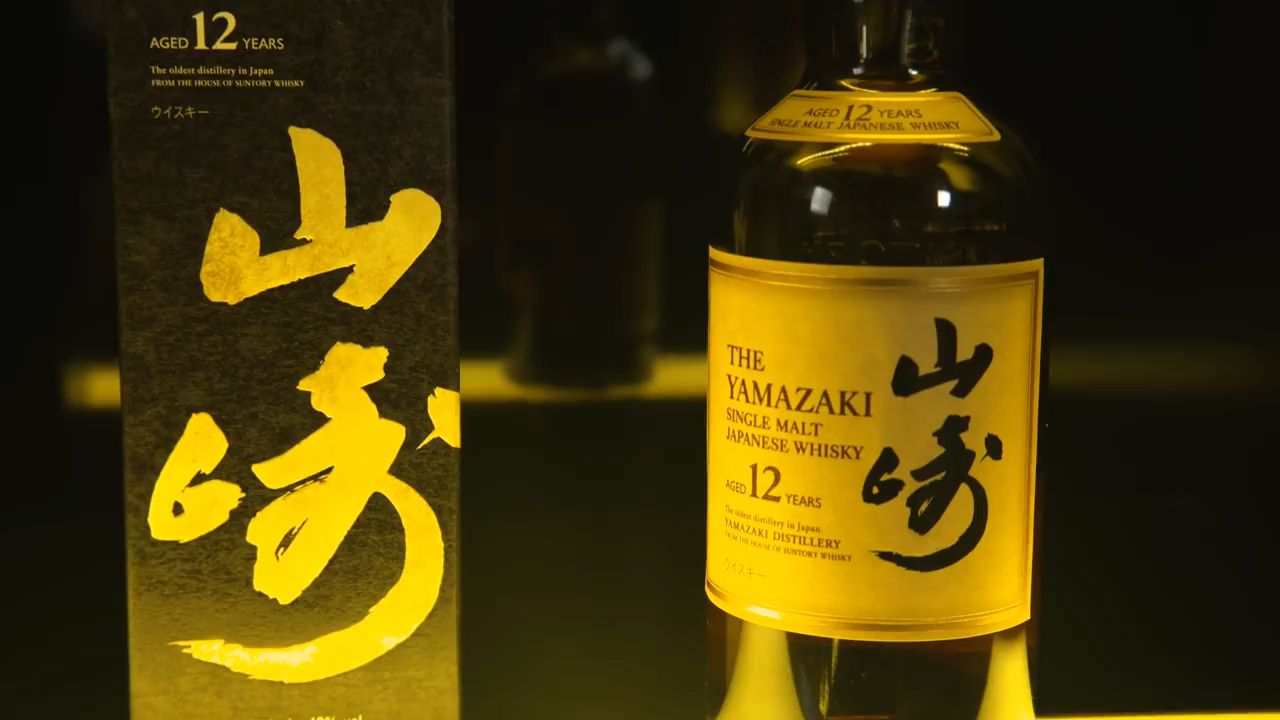 AGED 12 YEARS
The oldest distillery in Japan
FROM THE HOUSE OF SUNTORY WHISKY
ウイスキー
山崎
AGED 12 YEARS
SINGLE MALT JAPANESE WHISKY
THE
YAMAZAKI
SINGLE MALT
JAPANESE WHISKY
AGED 12 YEARS
The oldest distillery in Japan
YAMAZAKI DISTILLERY
FROM THE HOUSE OF SUNTORY WHISKY
ウイスキー
山崎